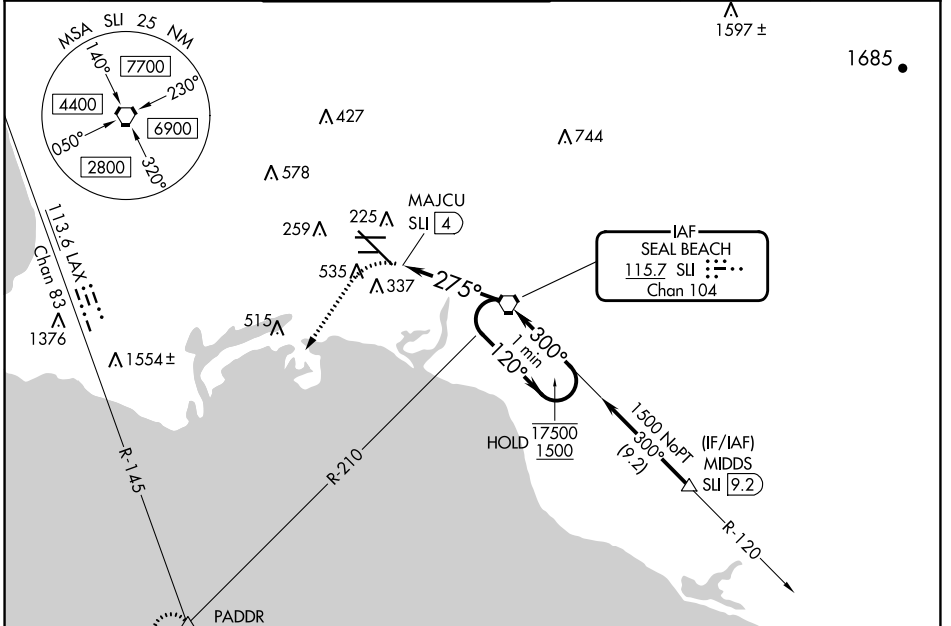 MSA SLI 25 NM
140°
7700
230°
4400
6900
050°
2800
320°
1597 ±
1685
427
744
578
MAJCU
SLI 4
225
259
IAF
SEAL BEACH
115.7 SLI
Chan 104
113.6 LAX
Chan 83
535
337
275°
515
1376
1554 ±
300°
1 min
120°
HOLD
17500
1500
1500 NoPT
300°
(9.2)
(IF/IAF)
MIDDS
SLI 9.2
R-145
R-210
R-120
PADDR